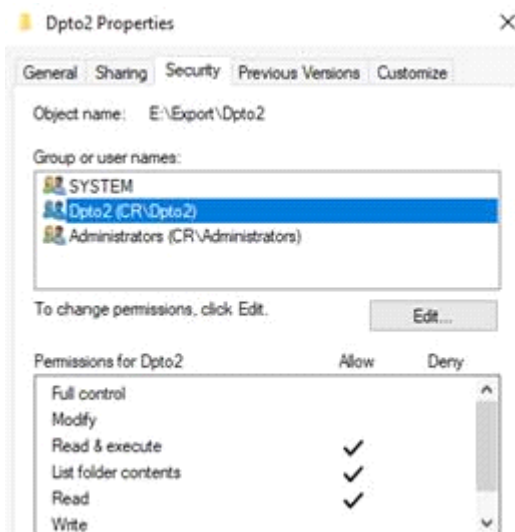 Dpto2 Properties
General Sharing Security Previous Versions Customize
Object name: E:\Export\Dpto2
Group or user names:
SYSTEM
Dpto2 (CR\Dpto2)
Administrators (CR\Administrators)
To change permissions, click Edit.
Edit...
Permissions for Dpto2 Allow Deny
Full control
Modify
Read & execute
List folder contents
Read
Write